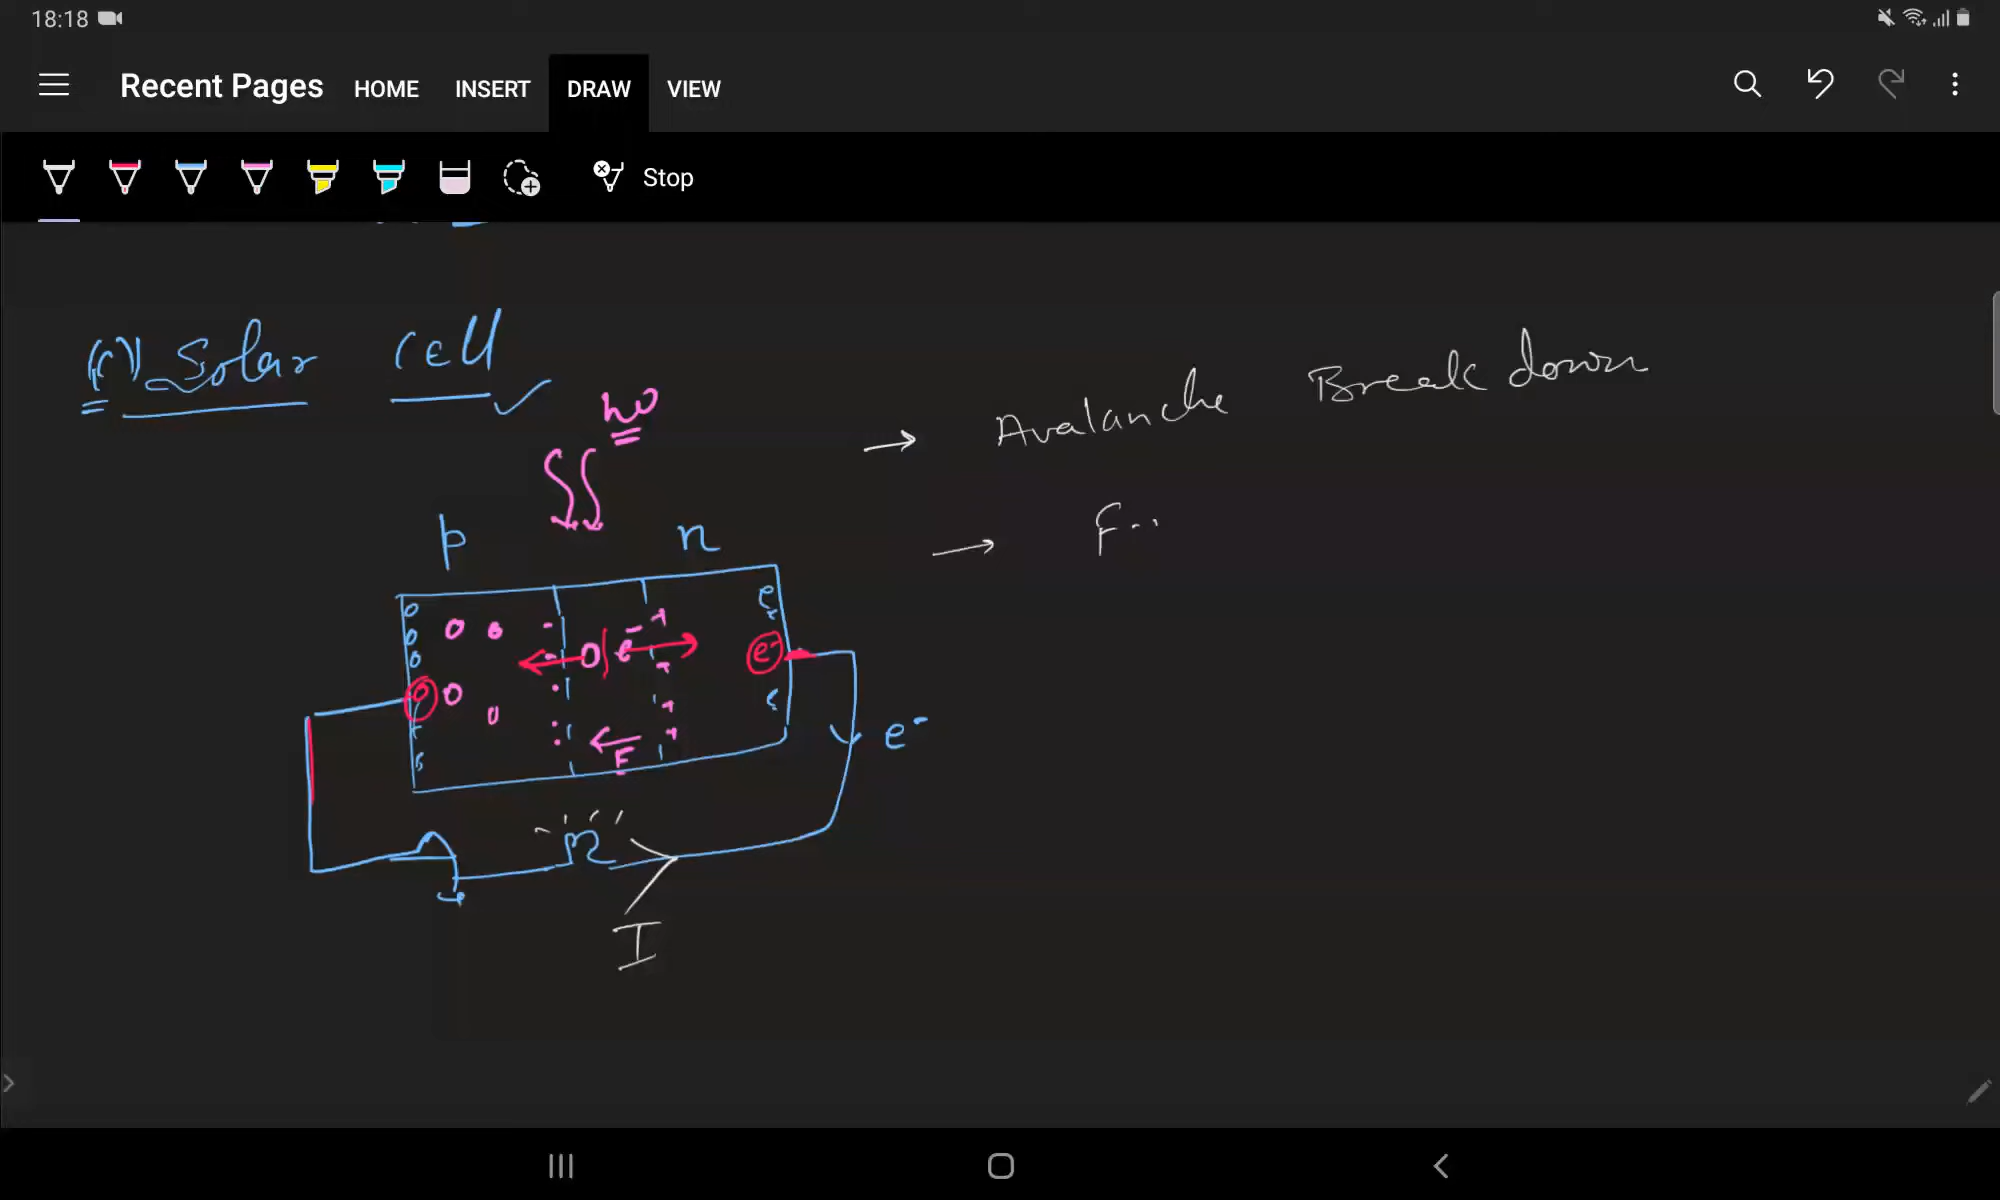 18:18
Recent Pages HOME INSERT DRAW VIEW
Stop
Solar Cell
hν
→ Avalanche Break down
→ F..
p n
e⁻
e⁻
E
e⁻
I